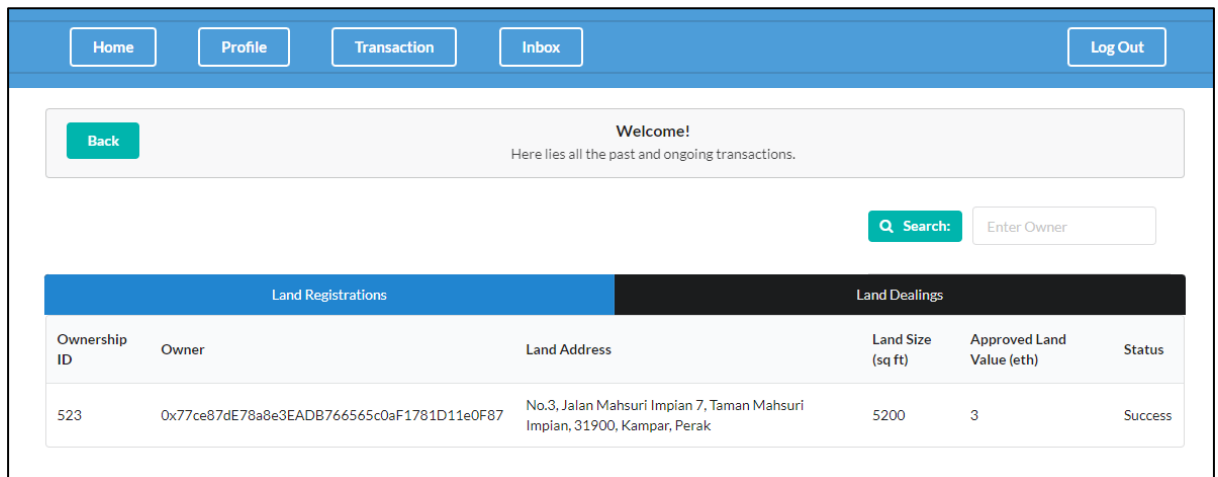 Home Profile Transaction Inbox Log Out
Back
Welcome!
Here lies all the past and ongoing transactions.
Search: Enter Owner
Land Registrations Land Dealings
Ownership ID Owner Land Address Land Size (sq ft) Approved Land Value (eth) Status
523 0x77ce87dE78a8e3EADB766565c0aF1781D11e0F87 No.3, Jalan Mahsuri Impian 7, Taman Mahsuri Impian, 31900, Kampar, Perak 5200 3 Success